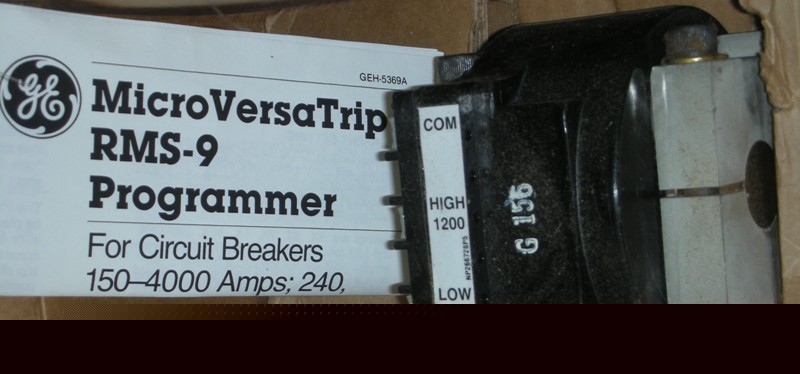 GE
GEH-5369A
MicroVersaTrip
RMS-9
Programmer
For Circuit Breakers
150–4000 Amps; 240,
COM
HIGH
1200
LOW
G 156